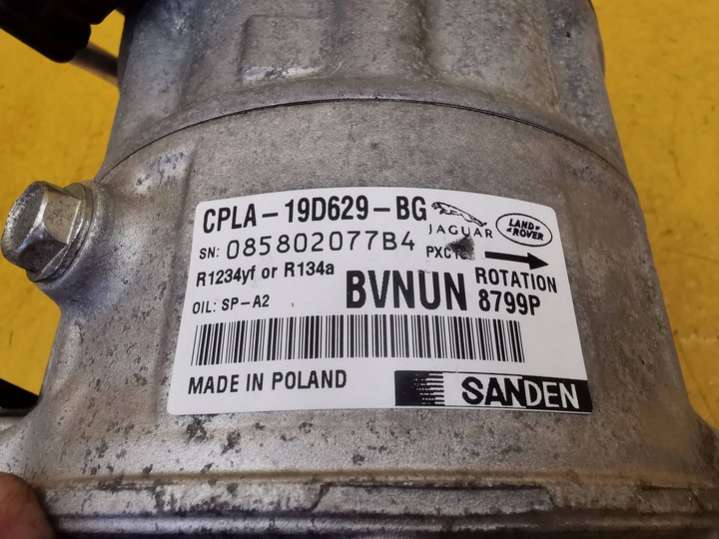 CPLA-19D629-BG
JAGUAR
LAND ROVER
SN: 085802077B4
R1234yf or R134a
ROTATION
OIL: SP-A2
BVNUN 8799P
MADE IN POLAND
SANDEN